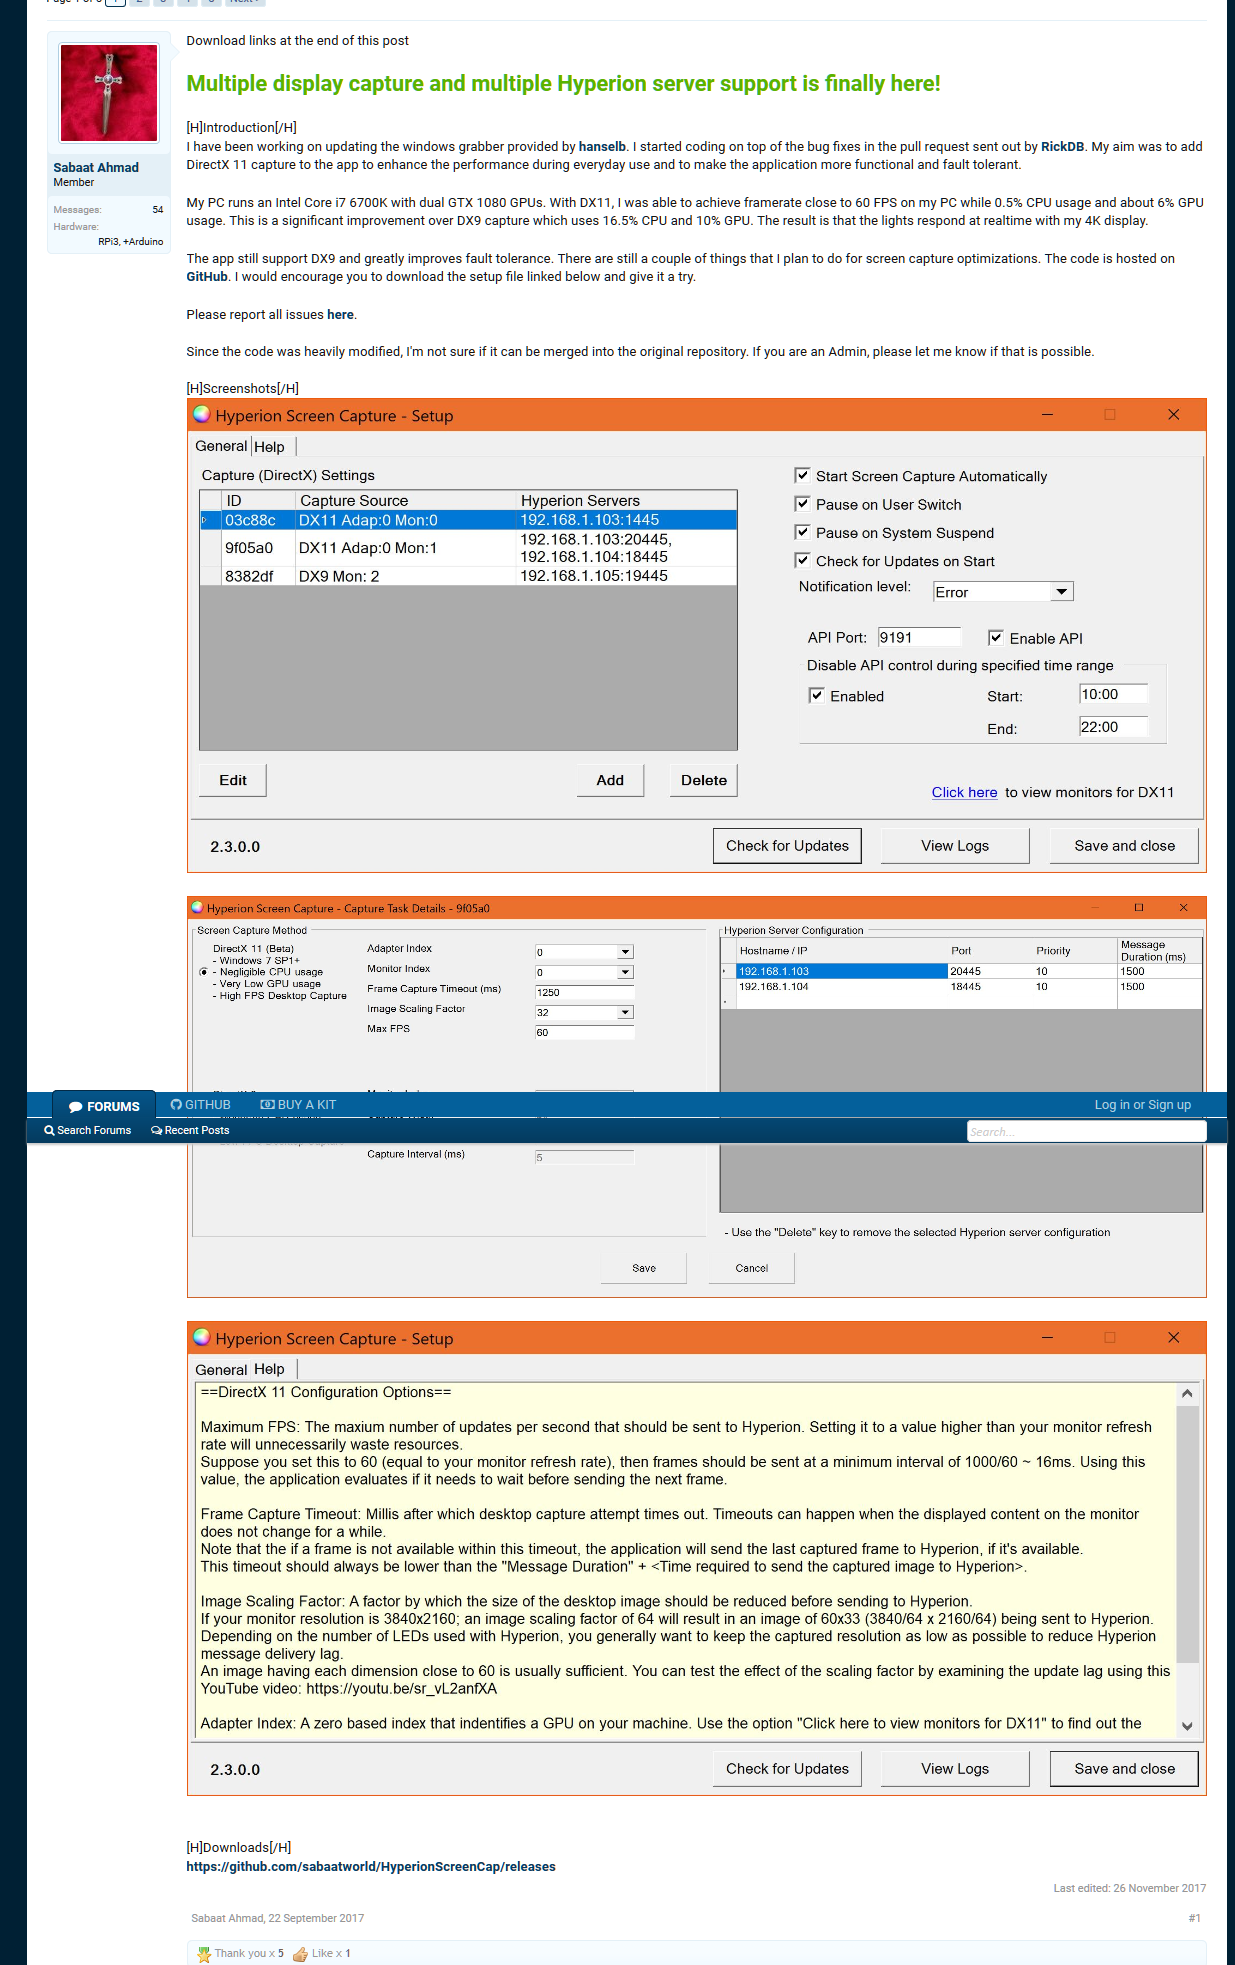 Download links at the end of this post
Multiple display capture and multiple Hyperion server support is finally here!
Sabaat Ahmad
Member
Messages: 54
Hardware:
RPi3, +Arduino
[H]Introduction[/H]
I have been working on updating the windows grabber provided by hanselb. I started coding on top of the bug fixes in the pull request sent out by RickDB. My aim was to add
DirectX 11 capture to the app to enhance the performance during everyday use and to make the application more functional and fault tolerant.
My PC runs an Intel Core i7 6700K with dual GTX 1080 GPUs. With DX11, I was able to achieve framerate close to 60 FPS on my PC while 0.5% CPU usage and about 6% GPU
usage. This is a significant improvement over DX9 capture which uses 16.5% CPU and 10% GPU. The result is that the lights respond at realtime with my 4K display.
The app still support DX9 and greatly improves fault tolerance. There are still a couple of things that I plan to do for screen capture optimizations. The code is hosted on
GitHub. I would encourage you to download the setup file linked below and give it a try.
Please report all issues here.
Since the code was heavily modified, I'm not sure if it can be merged into the original repository. If you are an Admin, please let me know if that is possible.
[H]Screenshots[/H]
Hyperion Screen Capture - Setup
General Help
Capture (DirectX) Settings
ID Capture Source Hyperion Servers
03c88c DX11 Adap:0 Mon:0 192.168.1.103:1445
9f05a0 DX11 Adap:0 Mon:1 192.168.1.103:20445,
192.168.1.104:18445
8382df DX9 Mon: 2 192.168.1.105:19445
Start Screen Capture Automatically
Pause on User Switch
Pause on System Suspend
Check for Updates on Start
Notification level: Error
API Port: 9191 Enable API
Disable API control during specified time range
Enabled Start: 10:00
End: 22:00
Edit Add Delete
Click here to view monitors for DX11
2.3.0.0 Check for Updates View Logs Save and close
Hyperion Screen Capture - Capture Task Details - 9f05a0
Screen Capture Method
DirectX 11 (Beta)
- Windows 7 SP1+
- Negligible CPU usage
- Very Low GPU usage
- High FPS Desktop Capture
Adapter Index 0
Monitor Index 0
Frame Capture Timeout (ms) 1250
Image Scaling Factor 32
Max FPS 60
Hyperion Server Configuration
Hostname / IP Port Priority Message
Duration (ms)
192.168.1.103 20445 10 1500
192.168.1.104 18445 10 1500
FORUMS GITHUB BUY A KIT Log in or Sign up
Search Forums Recent Posts Search...
Capture Interval (ms) 5
- Use the "Delete" key to remove the selected Hyperion server configuration
Save Cancel
Hyperion Screen Capture - Setup
General Help
==DirectX 11 Configuration Options==
Maximum FPS: The maxium number of updates per second that should be sent to Hyperion. Setting it to a value higher than your monitor refresh
rate will unnecessarily waste resources.
Suppose you set this to 60 (equal to your monitor refresh rate), then frames should be sent at a minimum interval of 1000/60 ~ 16ms. Using this
value, the application evaluates if it needs to wait before sending the next frame.
Frame Capture Timeout: Millis after which desktop capture attempt times out. Timeouts can happen when the displayed content on the monitor
does not change for a while.
Note that the if a frame is not available within this timeout, the application will send the last captured frame to Hyperion, if it's available.
This timeout should always be lower than the "Message Duration" + <Time required to send the captured image to Hyperion>.
Image Scaling Factor: A factor by which the size of the desktop image should be reduced before sending to Hyperion.
If your monitor resolution is 3840x2160; an image scaling factor of 64 will result in an image of 60x33 (3840/64 x 2160/64) being sent to Hyperion.
Depending on the number of LEDs used with Hyperion, you generally want to keep the captured resolution as low as possible to reduce Hyperion
message delivery lag.
An image having each dimension close to 60 is usually sufficient. You can test the effect of the scaling factor by examining the update lag using this
YouTube video: https://youtu.be/sr_vL2anfXA
Adapter Index: A zero based index that indentifies a GPU on your machine. Use the option "Click here to view monitors for DX11" to find out the
2.3.0.0 Check for Updates View Logs Save and close
[H]Downloads[/H]
https://github.com/sabaatworld/HyperionScreenCap/releases
Last edited: 26 November 2017
Sabaat Ahmad, 22 September 2017 #1
Thank you x 5 Like x 1